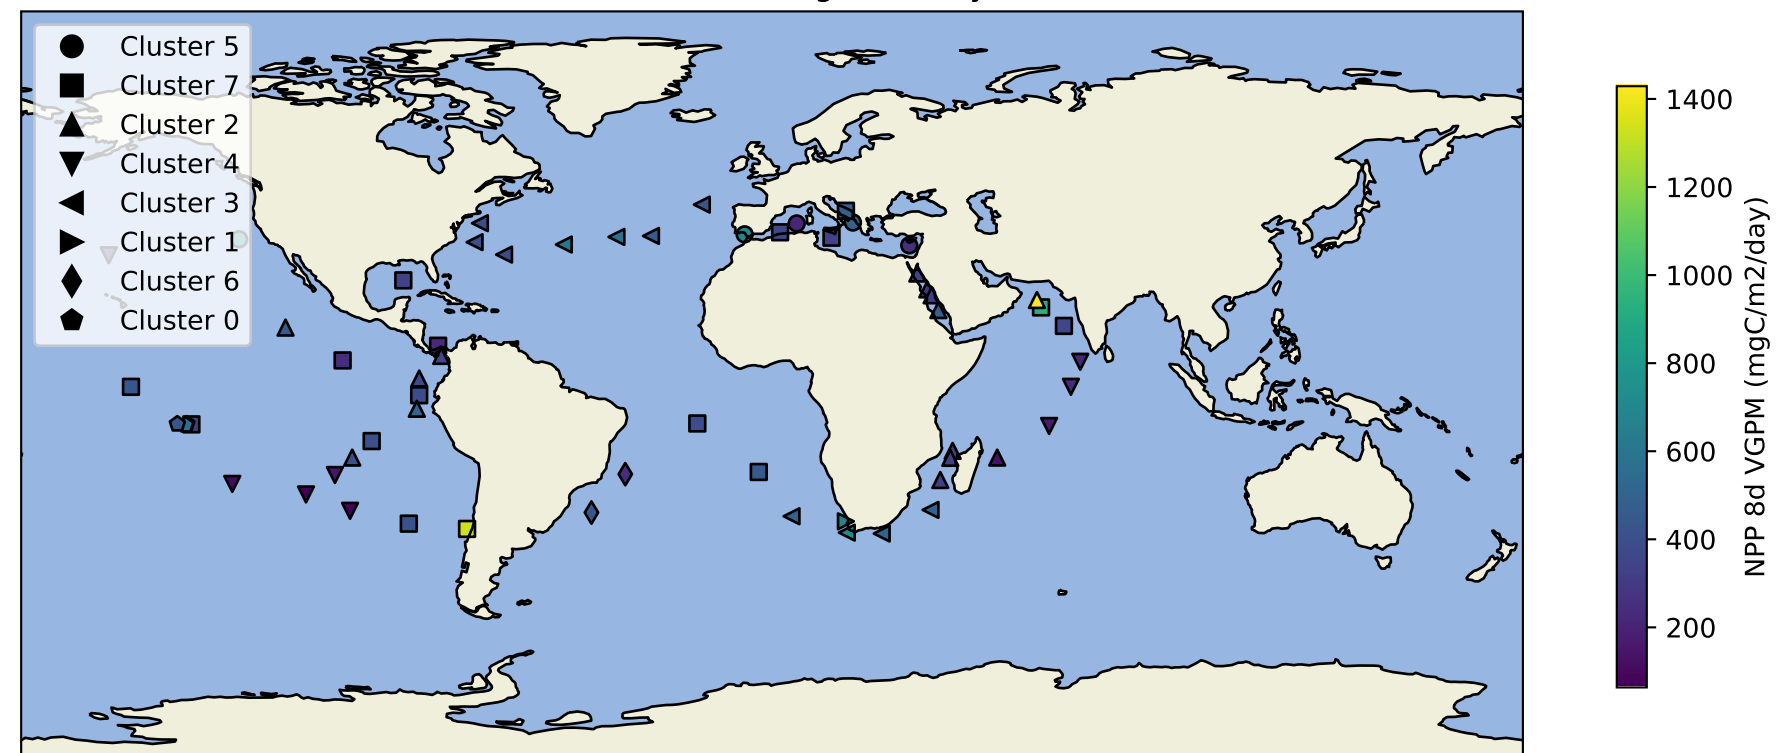 Cluster 5
Cluster 7
Cluster 2
Cluster 4
Cluster 3
Cluster 1
Cluster 6
Cluster 0
1400
1200
1000
800
600
400
200
NPP 8d VGPM (mgC/m2/day)